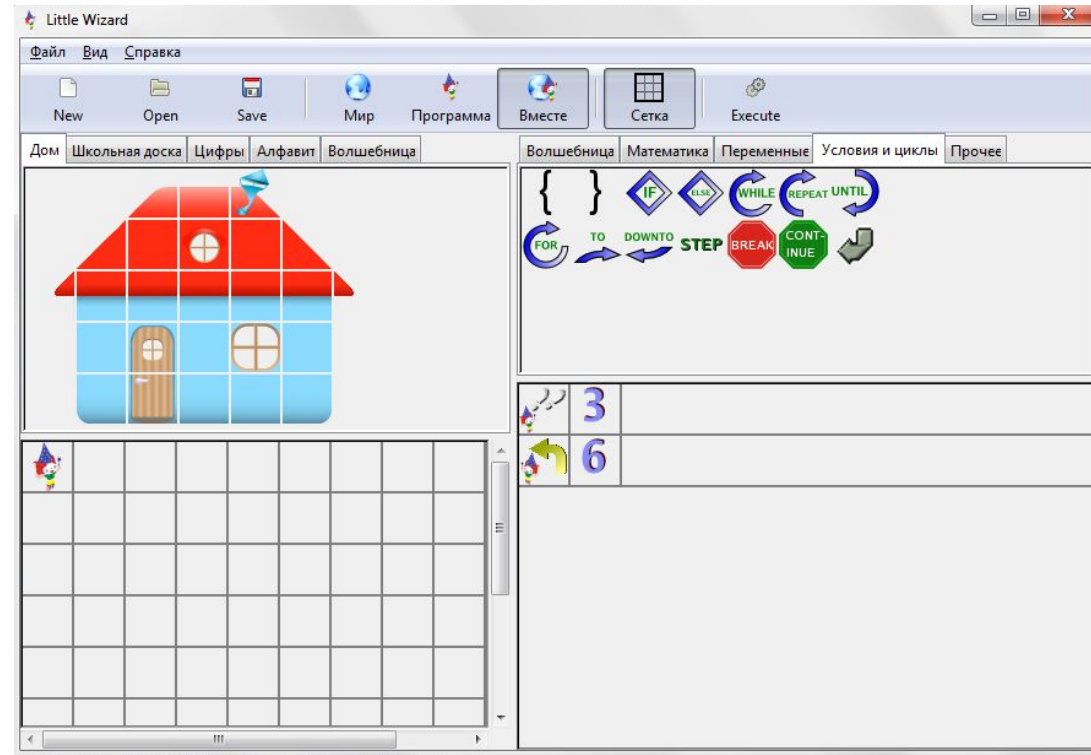 Little Wizard
Файл Вид Справка
New Open Save Мир Программа Вместе Сетка Execute
Дом Школьная доска Цифры Алфавит Волшебница
Волшебница Математика Переменные Условия и циклы Прочее
{ } IF ELSE WHILE REPEAT UNTIL
FOR TO DOWNTO STEP BREAK CONT-
INUE
3
6